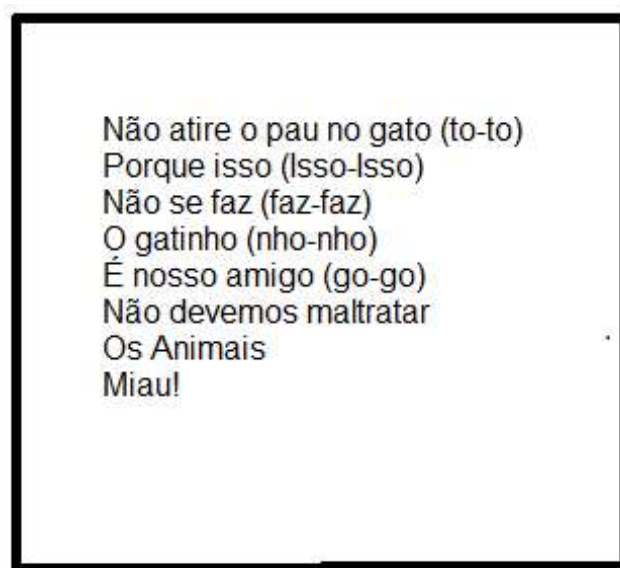 Não atire o pau no gato (to-to)
Porque isso (Isso-Isso)
Não se faz (faz-faz)
O gatinho (nho-nho)
É nosso amigo (go-go)
Não devemos maltratar
Os Animais
Miau!